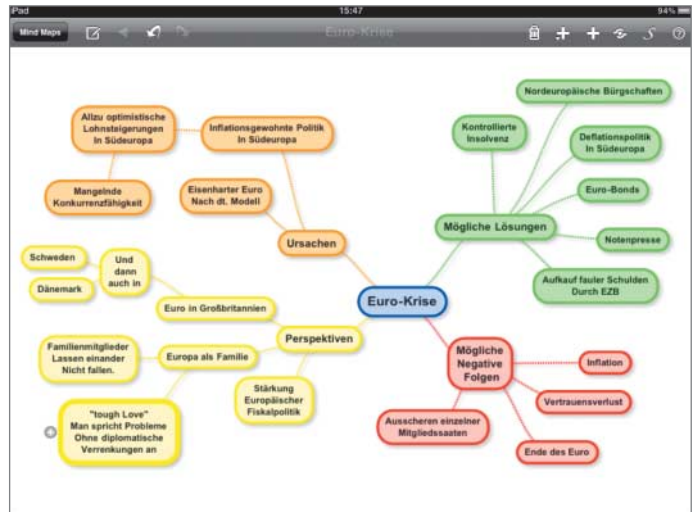 iPad
15:47
94%
Mind Maps
Euro-Krise
Allzu optimistische
Lohnsteigerungen
In Südeuropa
Inflationsgewohnte Politik
In Südeuropa
Mangelnde
Konkurrenzfähigkeit
Eisenharter Euro
Nach dt. Modell
Ursachen
Schweden
Dänemark
Und
dann
auch in
Euro in Großbritannien
Perspektiven
Familienmitglieder
Lassen einander
Nicht fallen.
Europa als Familie
Stärkung
Europäischer
Fiskalpolitik
"tough Love"
Man spricht Probleme
Ohne diplomatische
Verrenkungen an
Euro-Krise
Nordeuropäische Bürgschaften
Kontrollierte
Insolvenz
Deflationspolitik
In Südeuropa
Euro-Bonds
Mögliche Lösungen
Notenpresse
Aufkauf fauler Schulden
Durch EZB
Mögliche
Negative
Folgen
Inflation
Vertrauensverlust
Ausscheren einzelner
Mitgliedssaaten
Ende des Euro